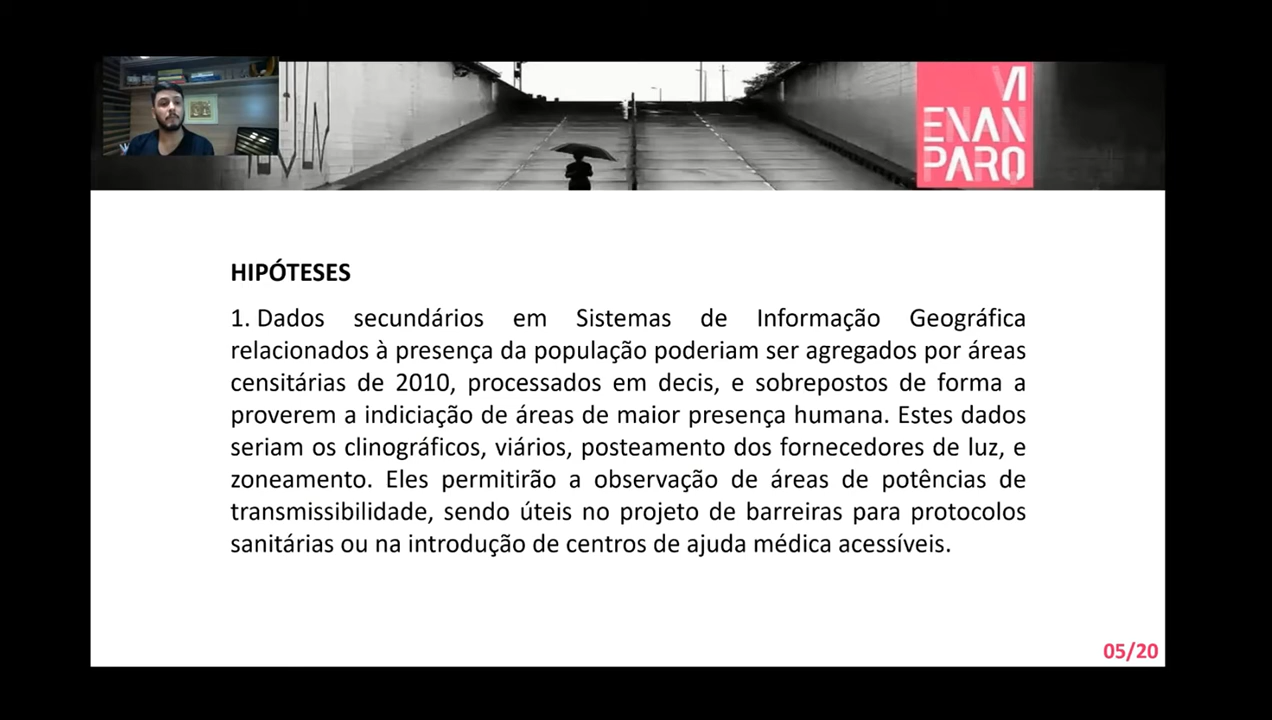 VI
ENAN
PARQ
HIPÓTESES
1. Dados secundários em Sistemas de Informação Geográfica
relacionados à presença da população poderiam ser agregados por áreas
censitárias de 2010, processados em decis, e sobrepostos de forma a
proverem a indiciação de áreas de maior presença humana. Estes dados
seriam os clinográficos, viários, posteamento dos fornecedores de luz, e
zoneamento. Eles permitirão a observação de áreas de potências de
transmissibilidade, sendo úteis no projeto de barreiras para protocolos
sanitárias ou na introdução de centros de ajuda médica acessíveis.
05/20